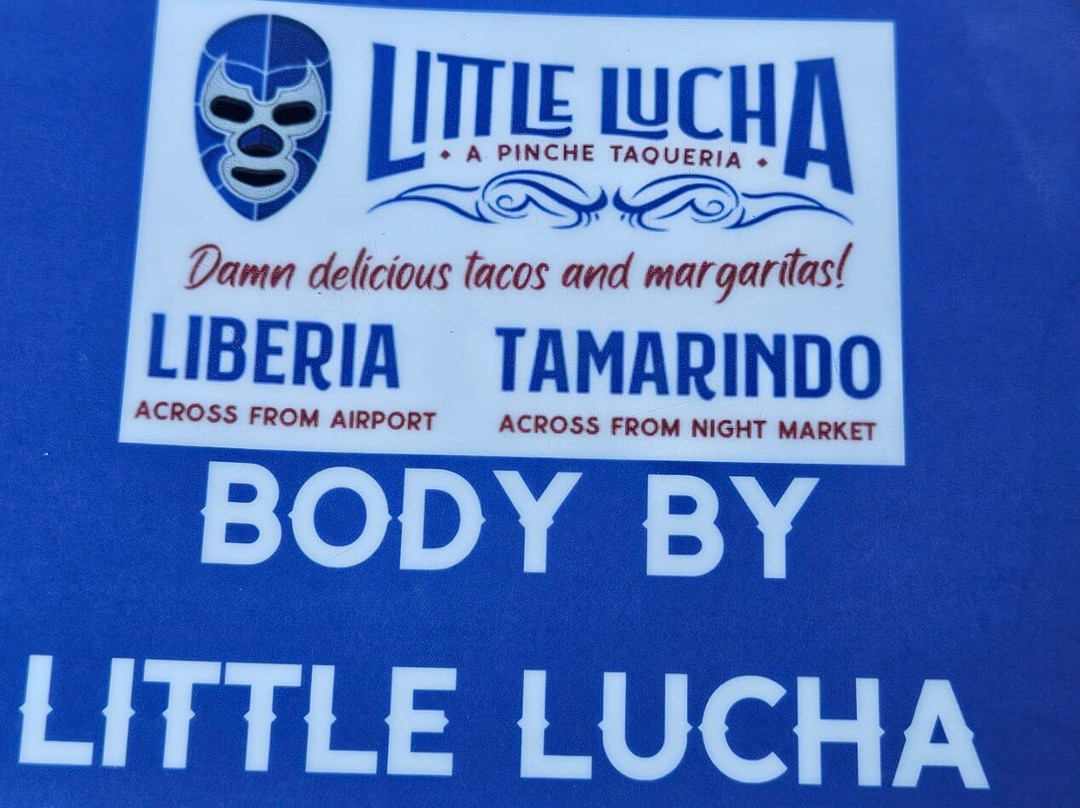 LITTLE LUCHA
• A PINCHE TAQUERIA •
Damn delicious tacos and margaritas!
LIBERIA TAMARINDO
ACROSS FROM AIRPORT ACROSS FROM NIGHT MARKET
BODY BY
LITTLE LUCHA